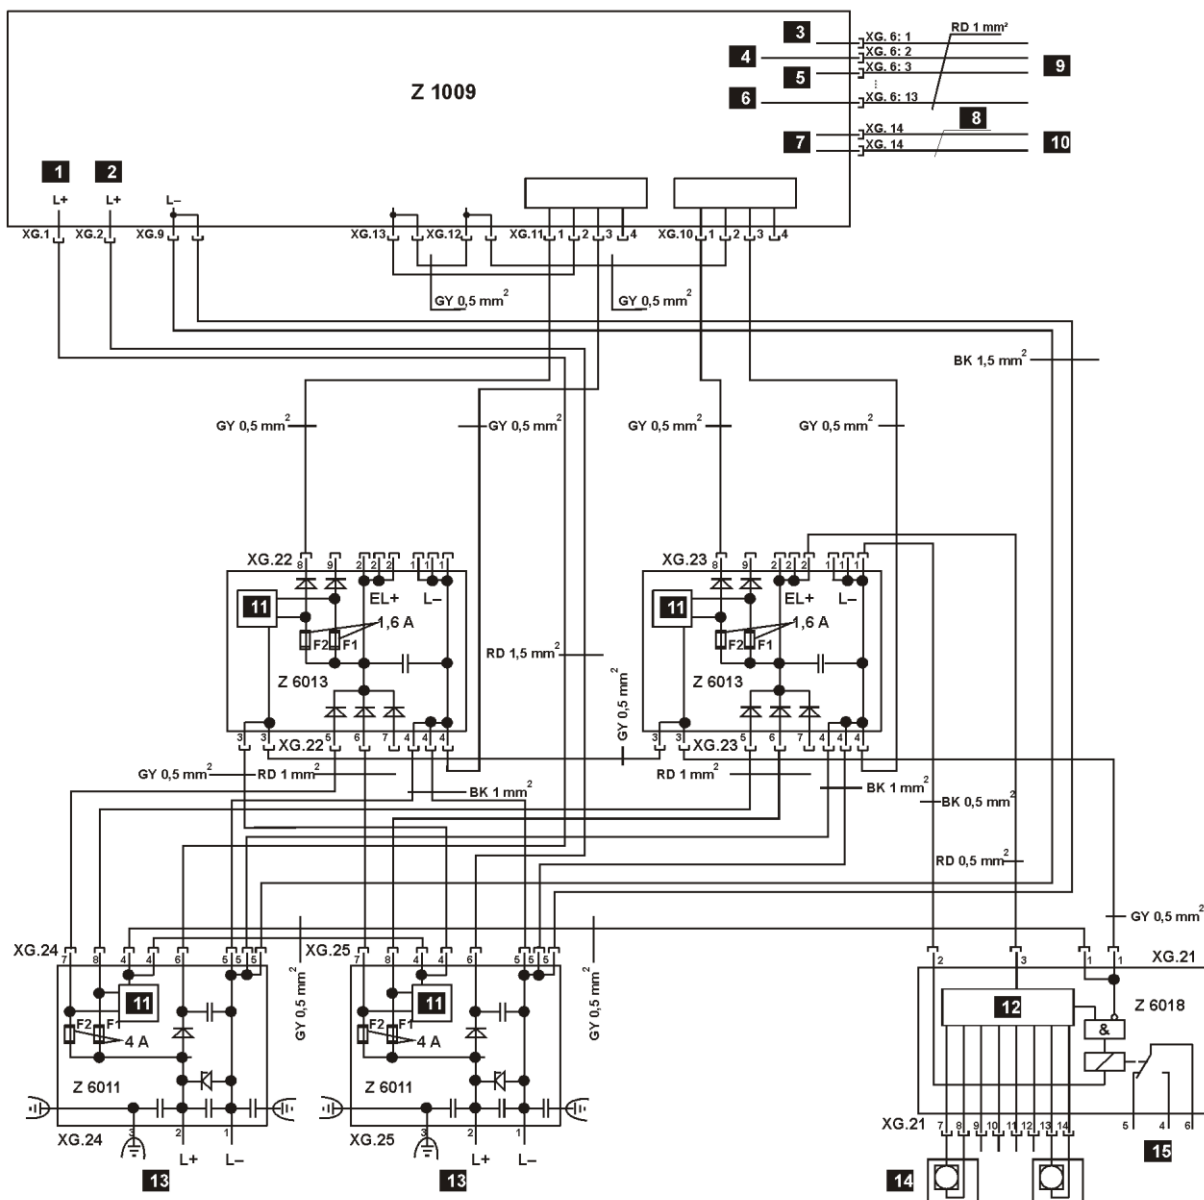 3 XG. 6: 1 RD 1 mm²
4 XG. 6: 2
5 XG. 6: 3 9
Z 1009
6 XG. 6: 13
8
7 XG. 14
XG. 14 10
1 2
L+ L+ L–
XG.1 XG.2 XG.9 XG.13 XG.12 XG.11 1 2 3 4 XG.10 1 2 3 4
GY 0,5 mm² GY 0,5 mm²
BK 1,5 mm²
GY 0,5 mm² GY 0,5 mm² GY 0,5 mm² GY 0,5 mm²
XG.22 8 9 2 2 2 1 1 1 XG.23 8 9 2 2 2 1 1 1
11 EL+ L– 11 EL+ L–
1,6 A 1,6 A
F2 F1 F2 F1
RD 1,5 mm²
Z 6013 Z 6013
GY 0,5 mm²
3 3 XG.22 5 6 7 4 4 4 3 3 XG.23 5 6 7 4 4 4
GY 0,5 mm² RD 1 mm² RD 1 mm²
BK 1 mm² BK 1 mm²
BK 0,5 mm²
RD 0,5 mm²
GY 0,5 mm²
XG.24 7 8 4 4 6 5 5 5 XG.25 7 8 4 4 6 5 5 5 XG.21
2 3 1 1
GY 0,5 mm² GY 0,5 mm²
11 11 12 Z 6018
F2 F1 F2 F1 &
4 A 4 A
Z 6011 Z 6011
XG.24 3 2 1 XG.25 3 2 1 XG.21 7 8 9 10 11 12 13 14 5 4 6
L+ L– L+ L–
13 13 14 15